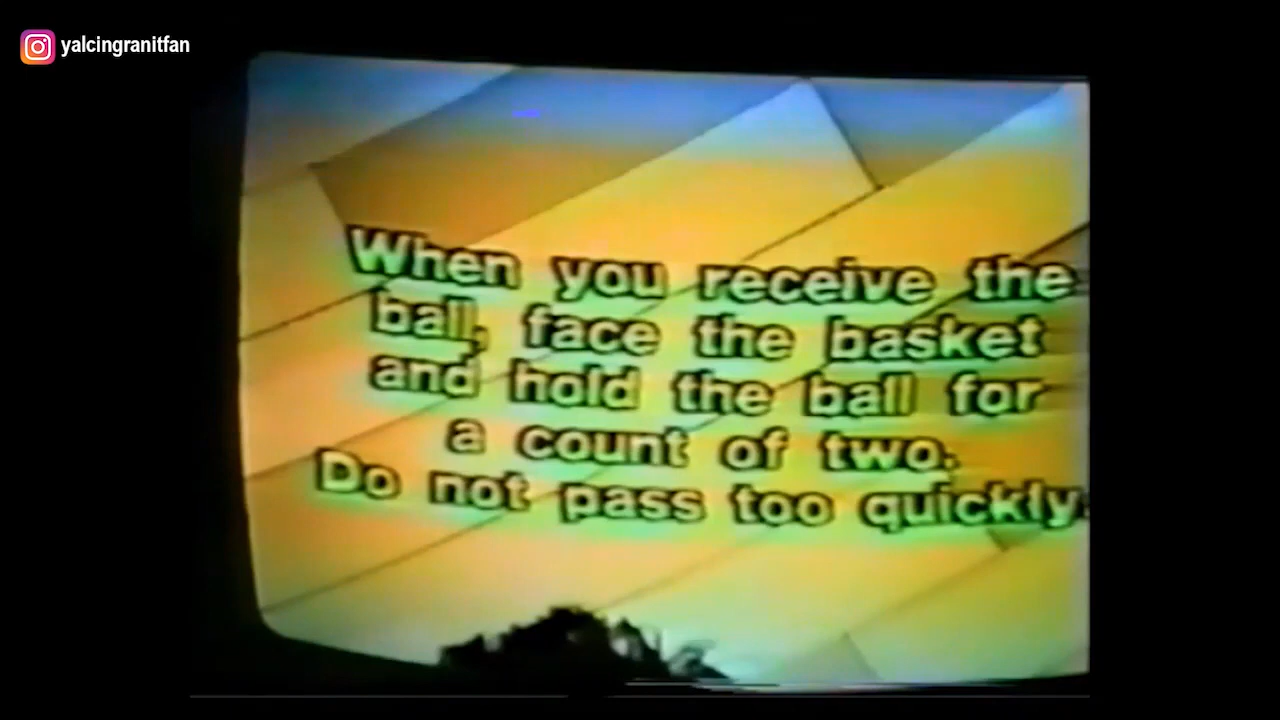 yalcingranitfan
When you receive the
ball, face the basket
and hold the ball for
a count of two.
Do not pass too quickly.